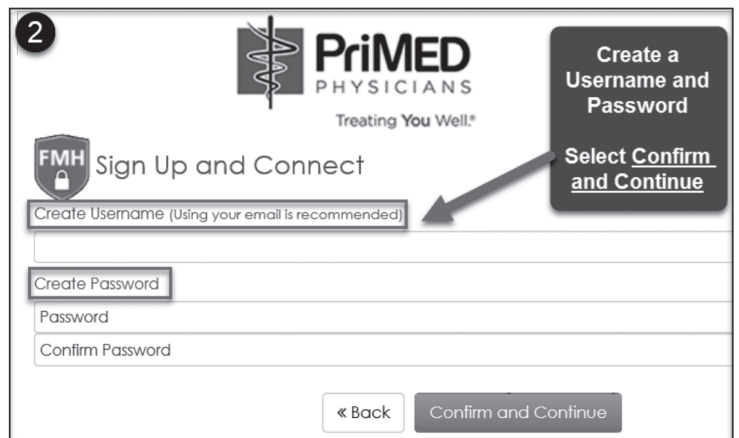 2
PriMED
PHYSICIANS
Treating You Well.®
Create a
Username and
Password
Select Confirm
and Continue
FMH
Sign Up and Connect
Create Username (Using your email is recommended)
Create Password
Password
Confirm Password
« Back
Confirm and Continue